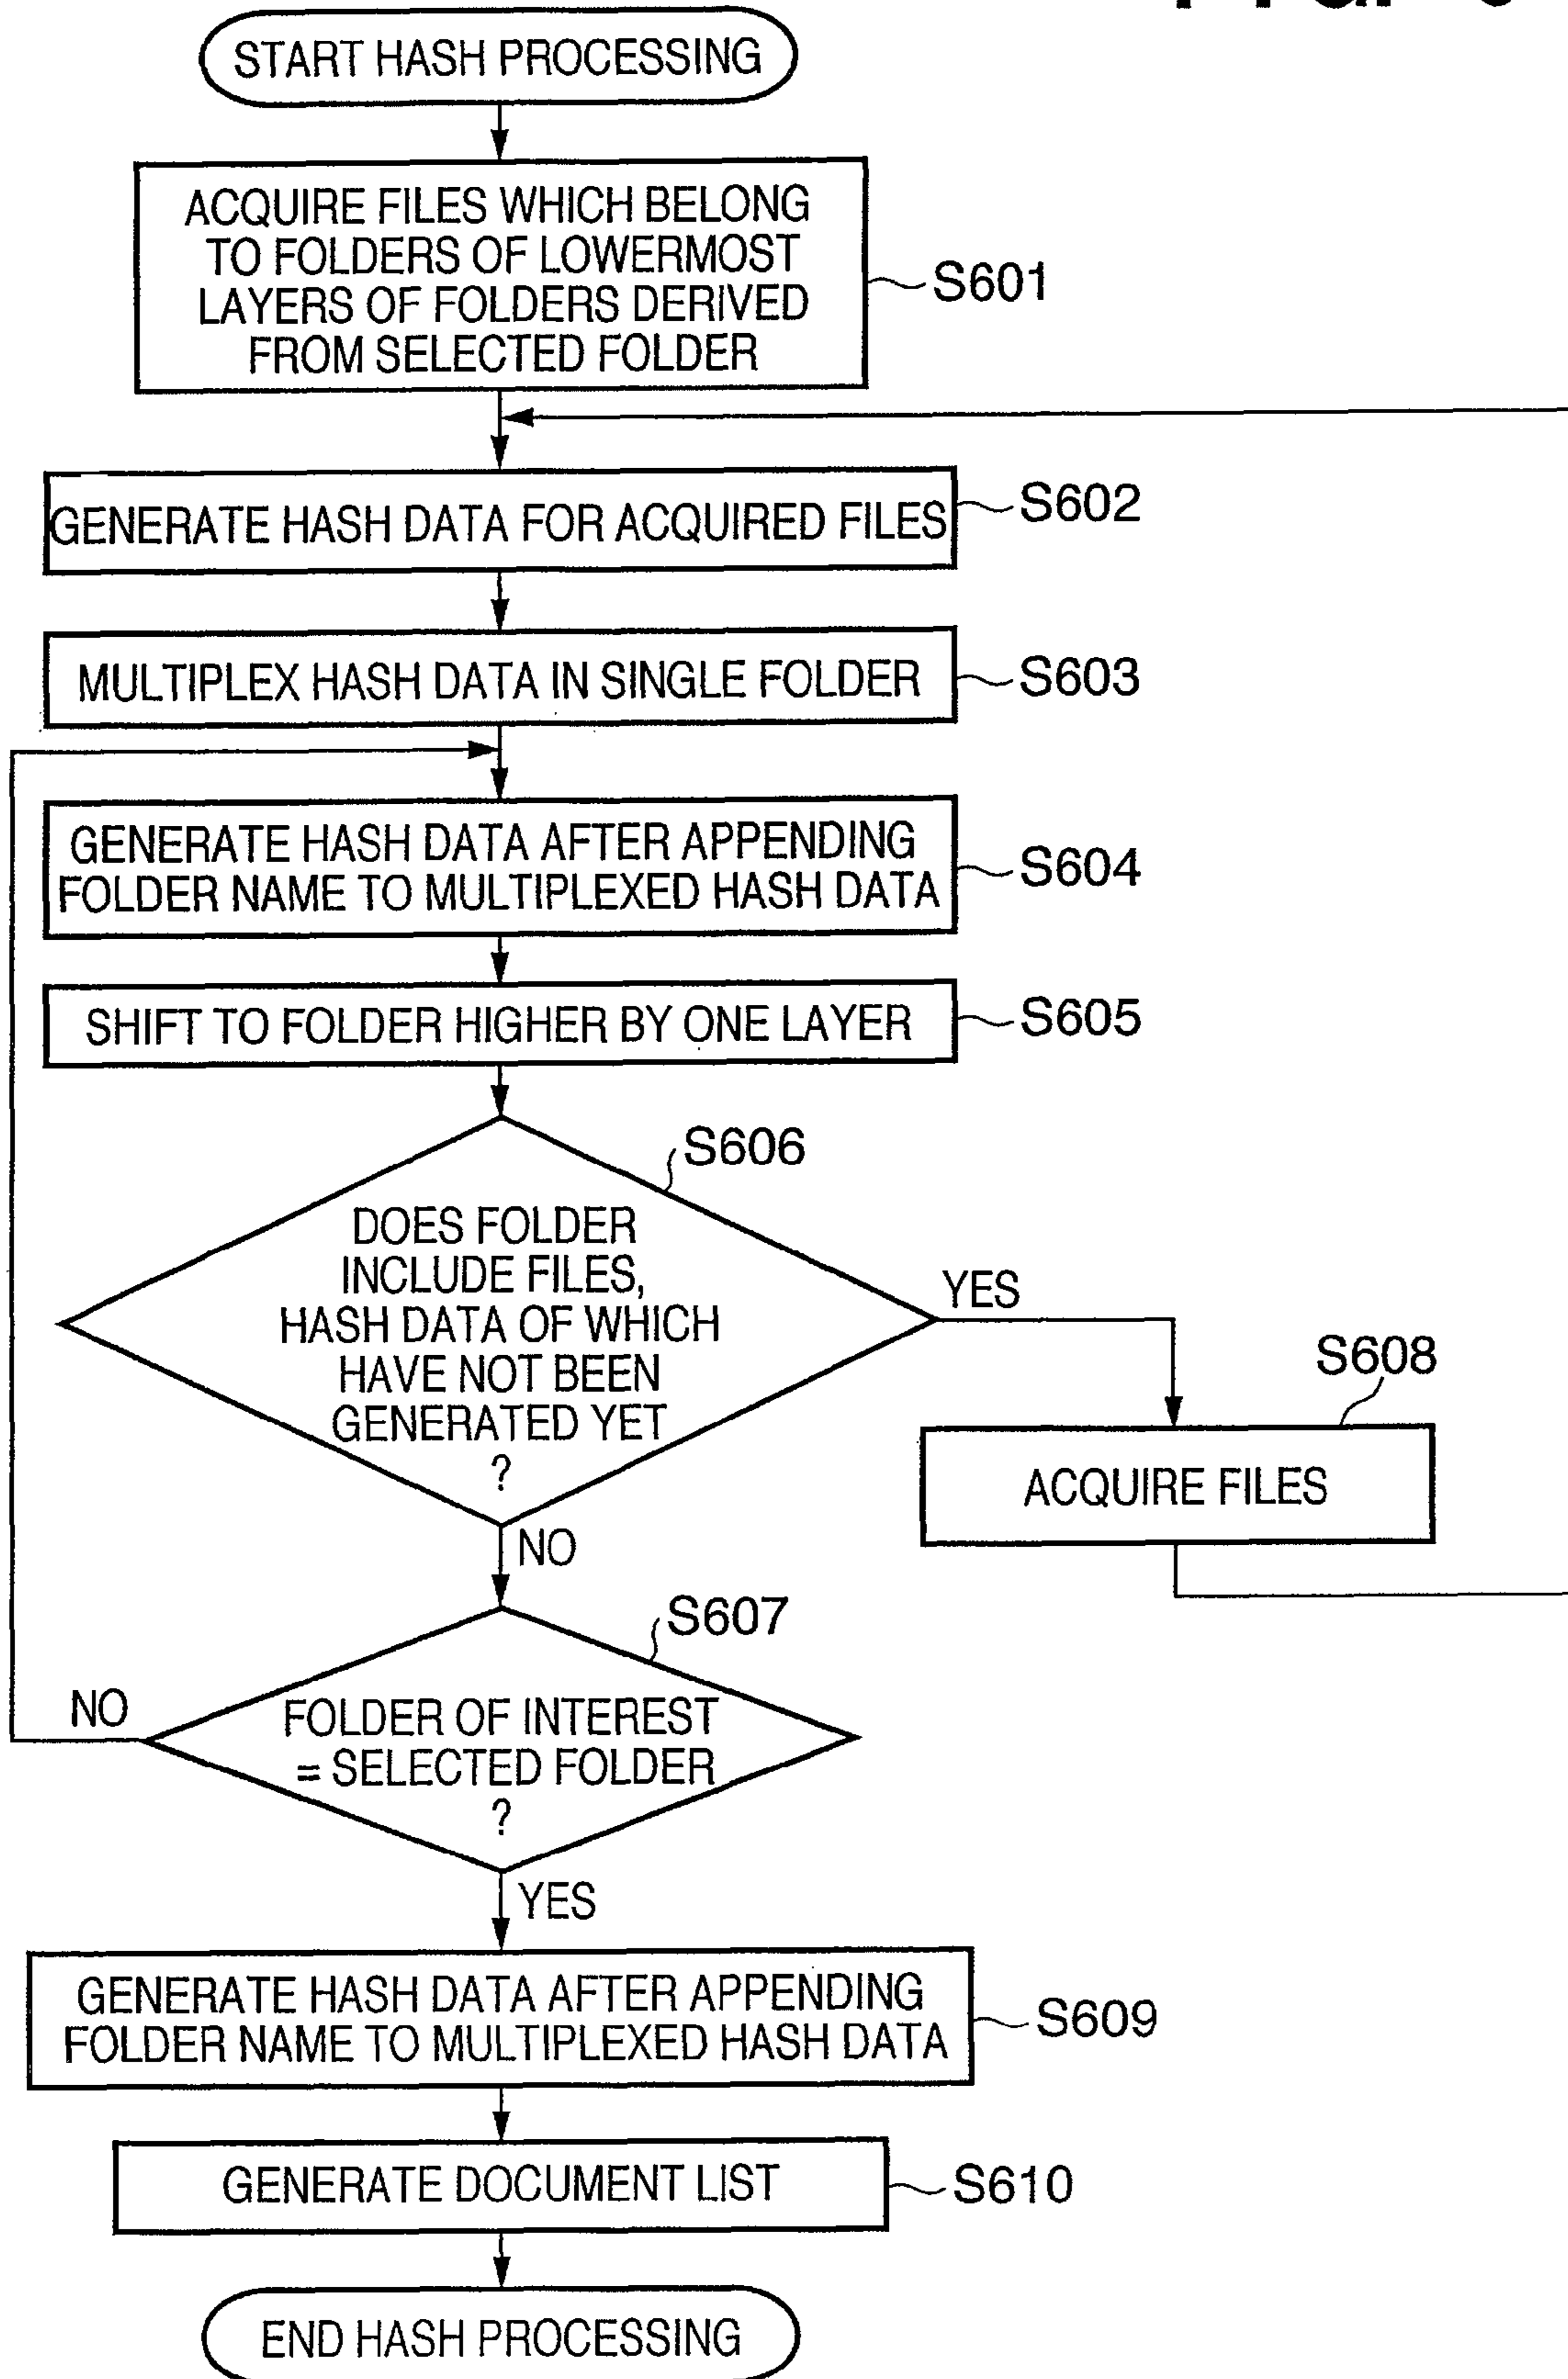 START HASH PROCESSING
ACQUIRE FILES WHICH BELONG
TO FOLDERS OF LOWERMOST
LAYERS OF FOLDERS DERIVED
FROM SELECTED FOLDER
S601
GENERATE HASH DATA FOR ACQUIRED FILES
S602
MULTIPLEX HASH DATA IN SINGLE FOLDER
S603
GENERATE HASH DATA AFTER APPENDING
FOLDER NAME TO MULTIPLEXED HASH DATA
S604
SHIFT TO FOLDER HIGHER BY ONE LAYER
S605
S606
DOES FOLDER
INCLUDE FILES,
HASH DATA OF WHICH
HAVE NOT BEEN
GENERATED YET
?
YES
S608
ACQUIRE FILES
NO
S607
FOLDER OF INTEREST
= SELECTED FOLDER
?
NO
YES
GENERATE HASH DATA AFTER APPENDING
FOLDER NAME TO MULTIPLEXED HASH DATA
S609
GENERATE DOCUMENT LIST
S610
END HASH PROCESSING